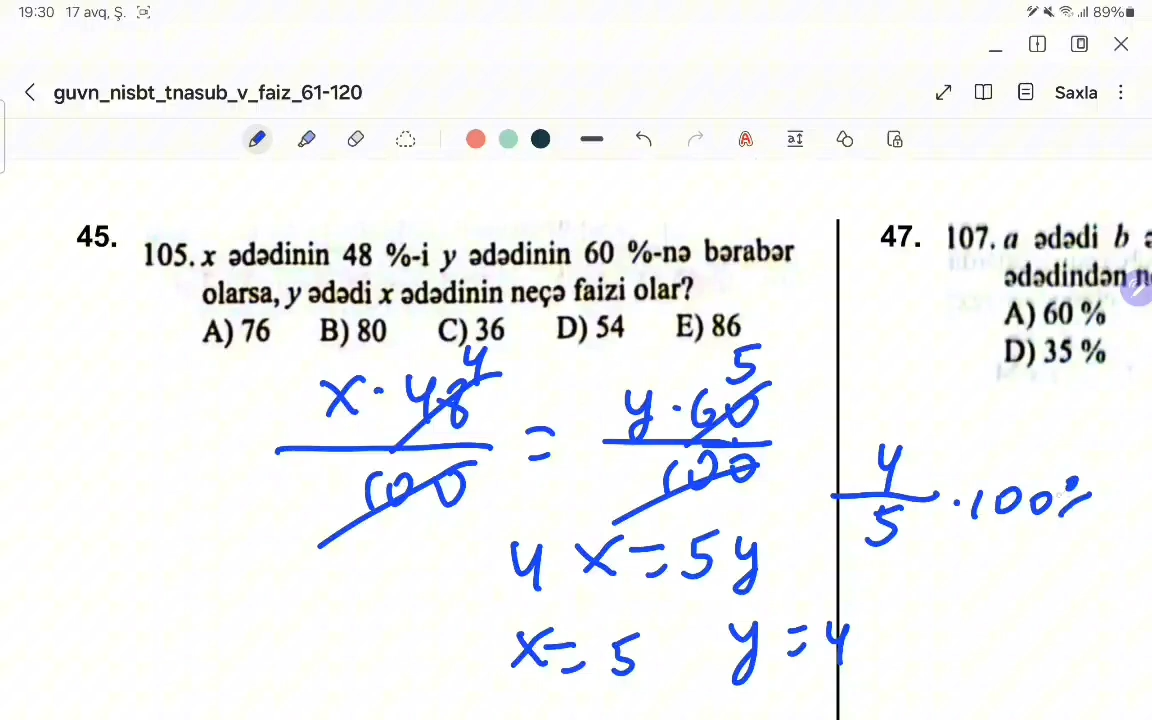 19:30 17 avq, Ş. 89%
guvn_nisbt_tnasub_v_faiz_61-120 Saxla
45. 105. x ədədinin 48 %-i y ədədinin 60 %-nə bərabər
olarsa, y ədədi x ədədinin neçə faizi olar?
A) 76 B) 80 C) 36 D) 54 E) 86
x · 48 4 / 100 = y · 60 5 / 100
4x = 5y
x = 5 y = 4
47. 107. a ədədi b
ədədindən
A) 60 %
D) 35 %
4/5 · 100%